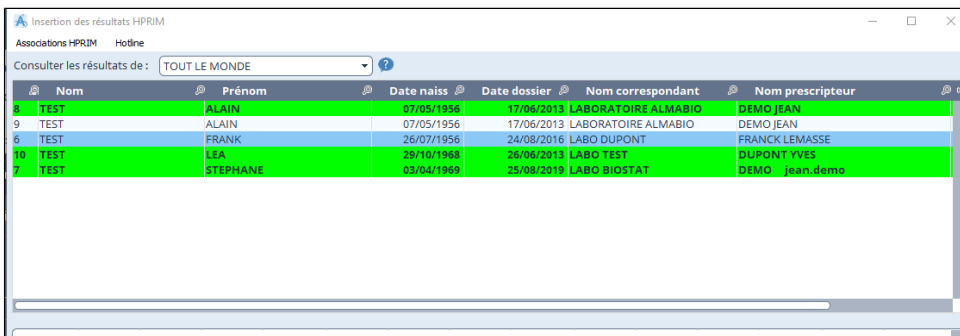 Insertion des résultats HPRIM
Associations HPRIM Hotline
Consulter les résultats de : TOUT LE MONDE ?
Nom Prénom Date naiss Date dossier Nom correspondant Nom prescripteur
8 TEST ALAIN 07/05/1956 17/06/2013 LABORATOIRE ALMABIO DEMO JEAN
9 TEST ALAIN 07/05/1956 17/06/2013 LABORATOIRE ALMABIO DEMO JEAN
6 TEST FRANK 26/07/1956 24/08/2016 LABO DUPONT FRANCK LEMASSE
10 TEST LEA 29/10/1968 26/06/2013 LABO TEST DUPONT YVES
7 TEST STEPHANE 03/04/1969 25/08/2019 LABO BIOSTAT DEMO jean.demo